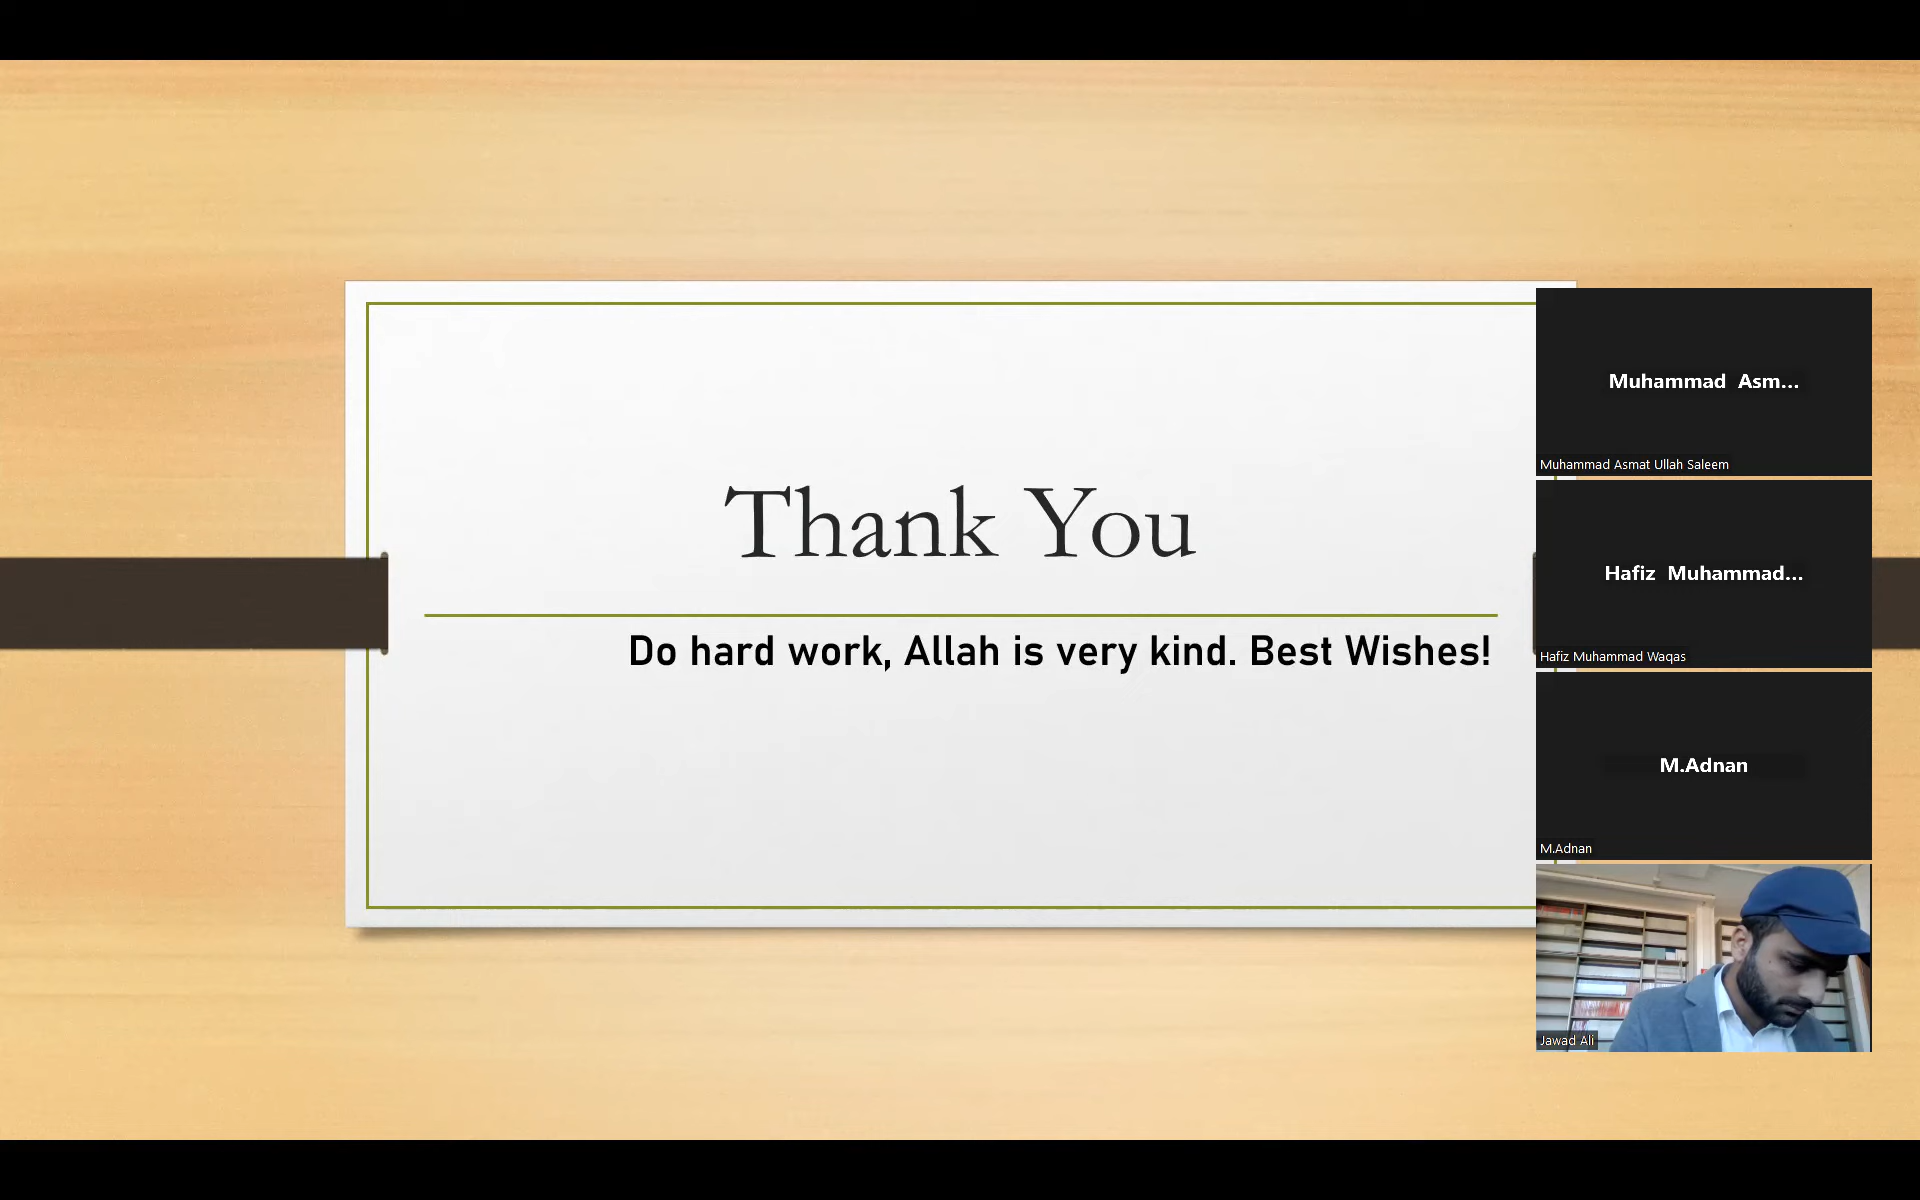 Thank You
Do hard work, Allah is very kind. Best Wishes!
Muhammad Asm...
Muhammad Asmat Ullah Saleem
Hafiz Muhammad...
Hafiz Muhammad Waqas
M.Adnan
M.Adnan
Jawad Ali